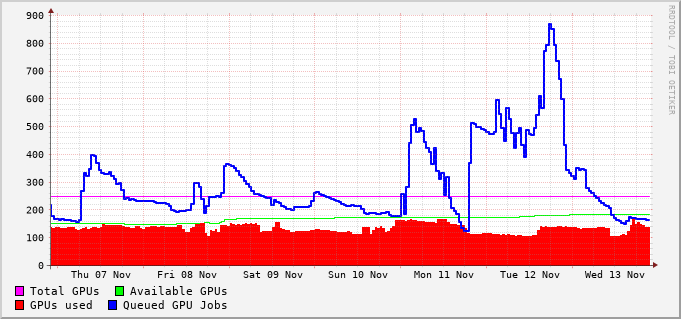 900
800
700
600
500
400
300
200
100
0
Thu 07 Nov Fri 08 Nov Sat 09 Nov Sun 10 Nov Mon 11 Nov Tue 12 Nov Wed 13 Nov
Total GPUs Available GPUs
GPUs used Queued GPU Jobs
RRDTOOL / TOBI OETIKER